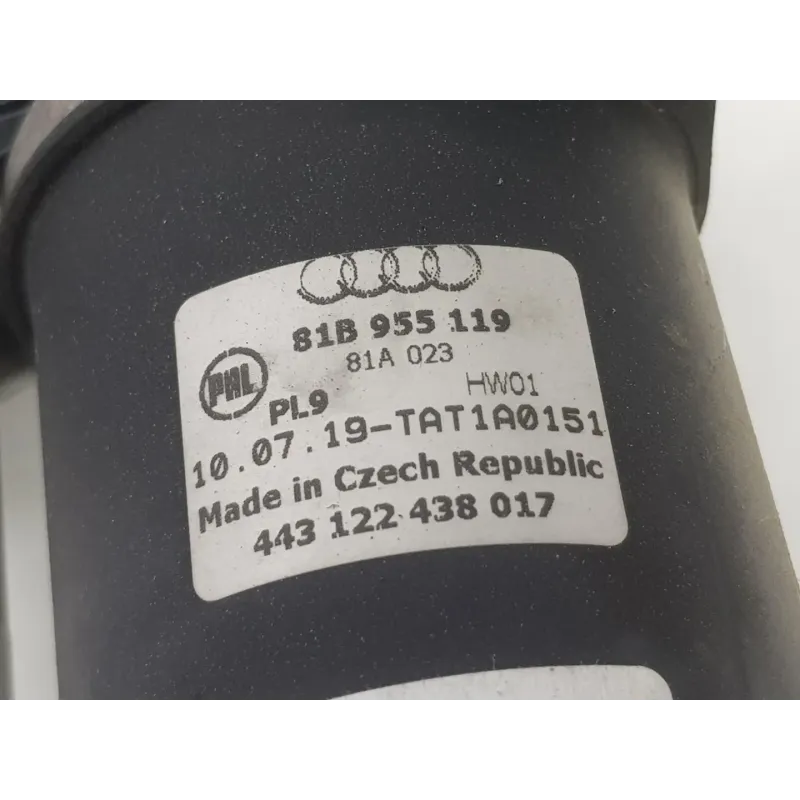 81B 955 119
81A 023
PAL
PL9
HW01
10.07.19-TAT1A0151
Made in Czech Republic
443 122 438 017